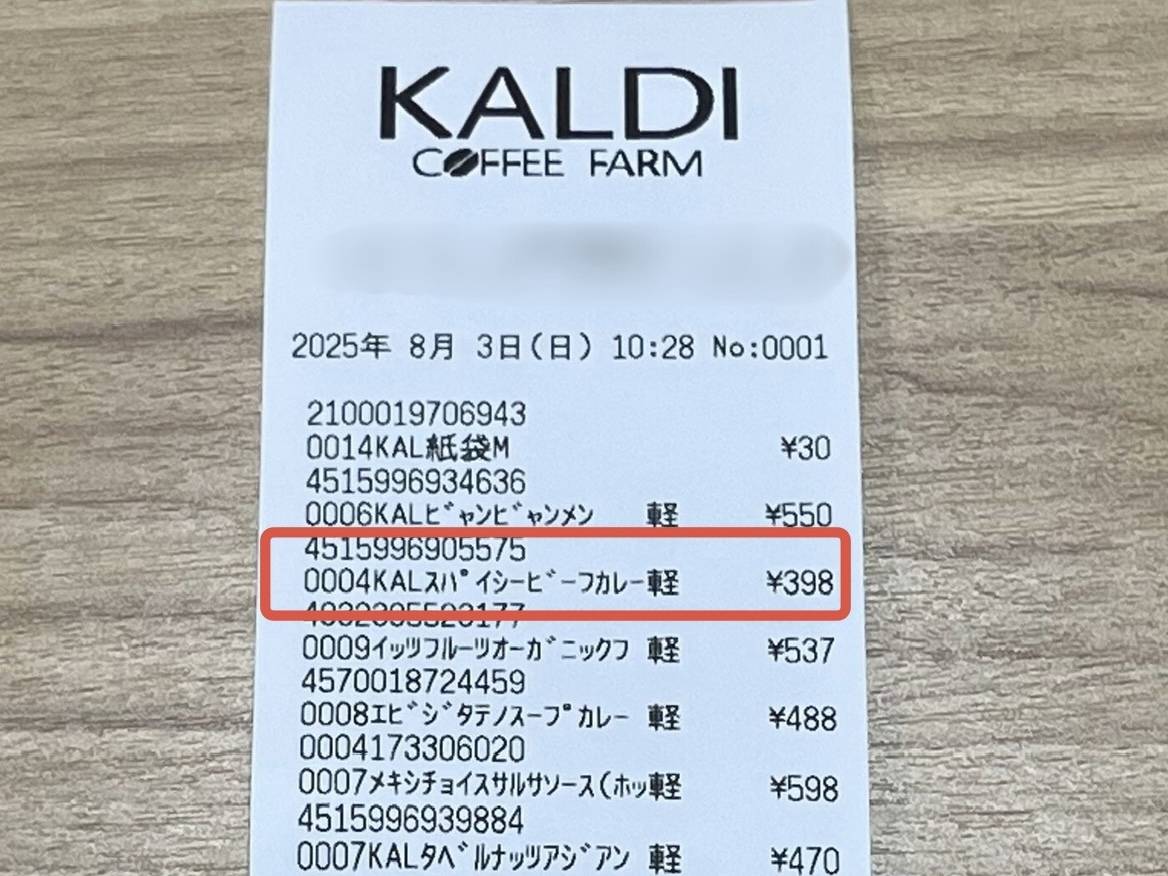 KALDI
COFFEE FARM
2025年 8月 3日(日) 10:28 No:0001
2100019706943
0014KAL紙袋M ¥30
4515996934636
0006KALﾋﾞｬﾝﾋﾞｬﾝﾒﾝ 軽 ¥550
4515996905575
0004KALｽﾊﾟｲｼｰﾋﾞｰﾌｶﾚｰ軽 ¥398
0009ｲｯﾂﾌﾙｰﾂｵｰｶﾞﾆｯｸﾌ 軽 ¥537
4570018724459
0008ｴﾋﾞｼﾞﾀﾃﾉｽｰﾌﾟｶﾚｰ 軽 ¥488
0004173306020
0007ﾒｷｼﾁｮｲｽｻﾙｻｿｰｽ(ﾎｯ軽 ¥598
4515996939884
0007KALﾀﾍﾞﾙﾅｯﾂｱｼﾞｱﾝ 軽 ¥470